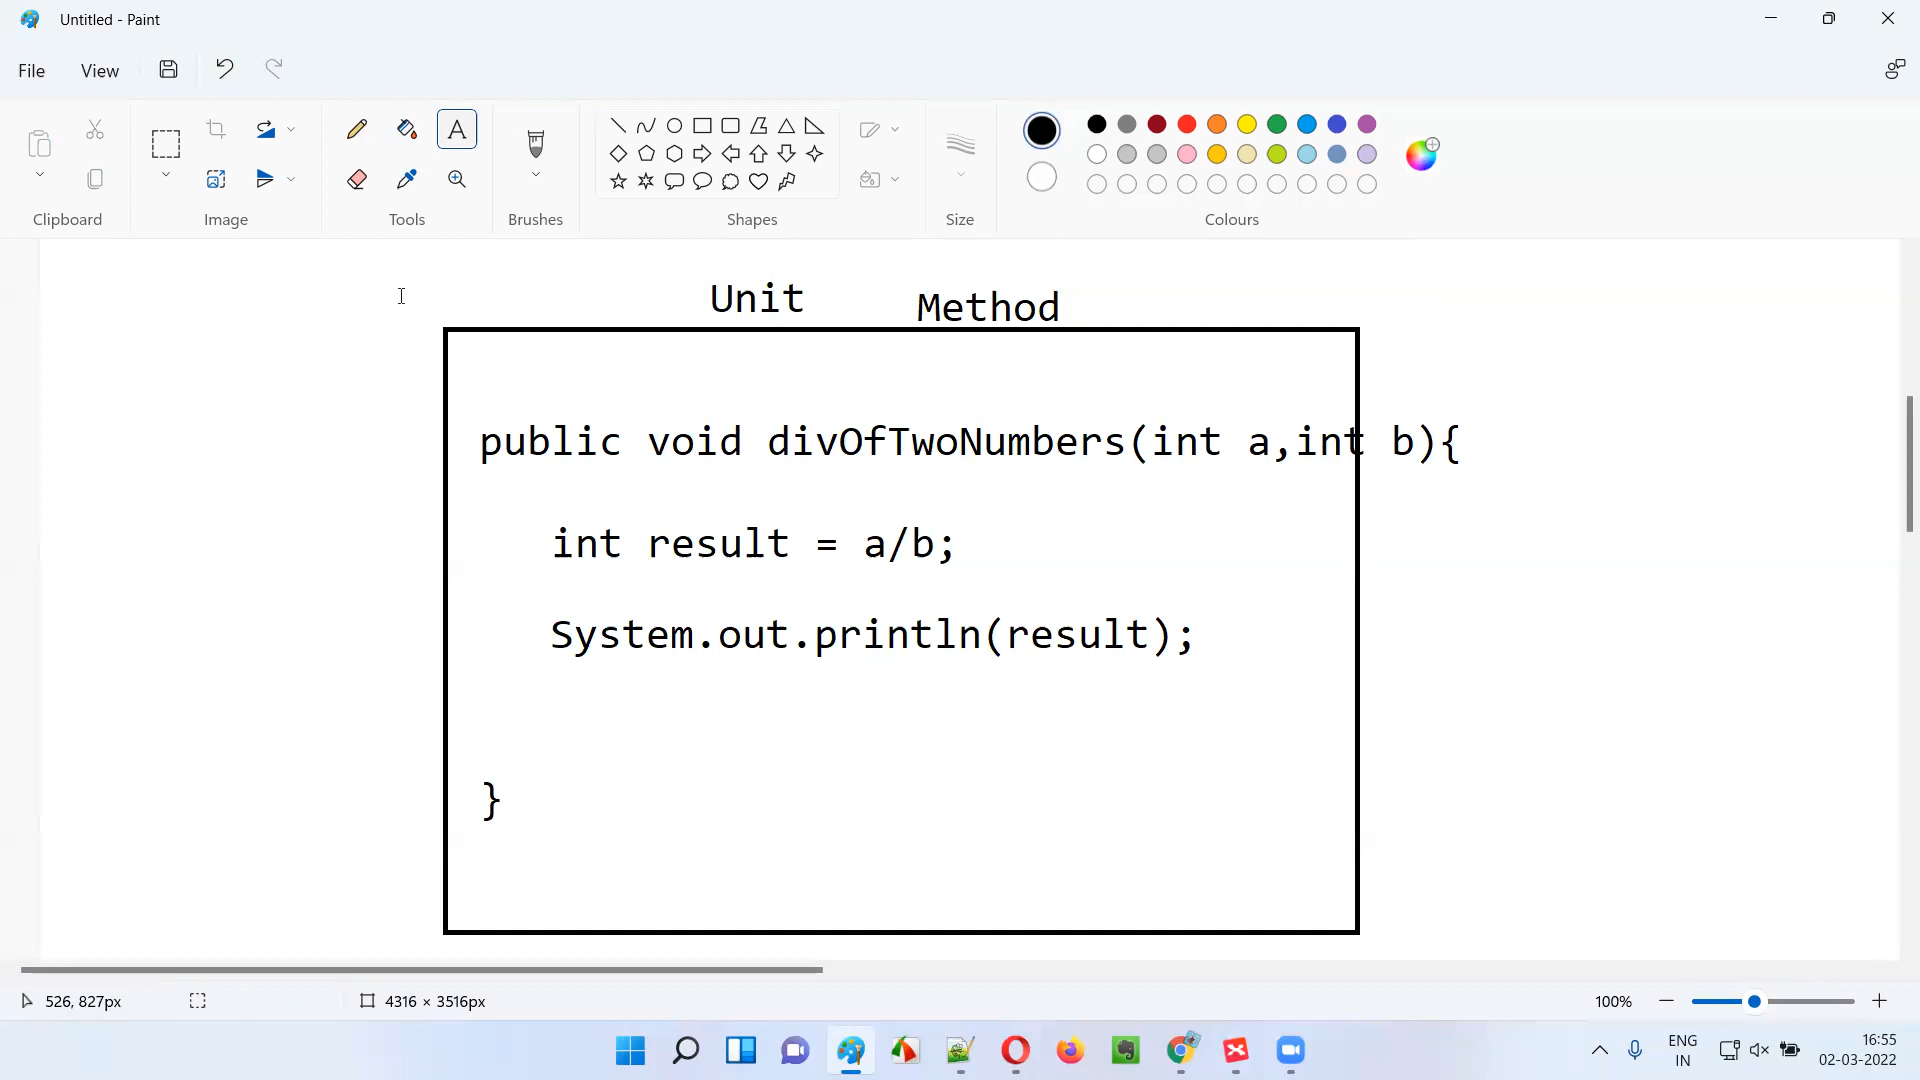 Untitled - Paint
File View
Clipboard Image Tools Brushes Shapes Size Colours
Unit Method
public void divOfTwoNumbers(int a,int b){
int result = a/b;
System.out.println(result);
}
526, 827px 4316 × 3516px 100%
ENG 16:55
IN 02-03-2022